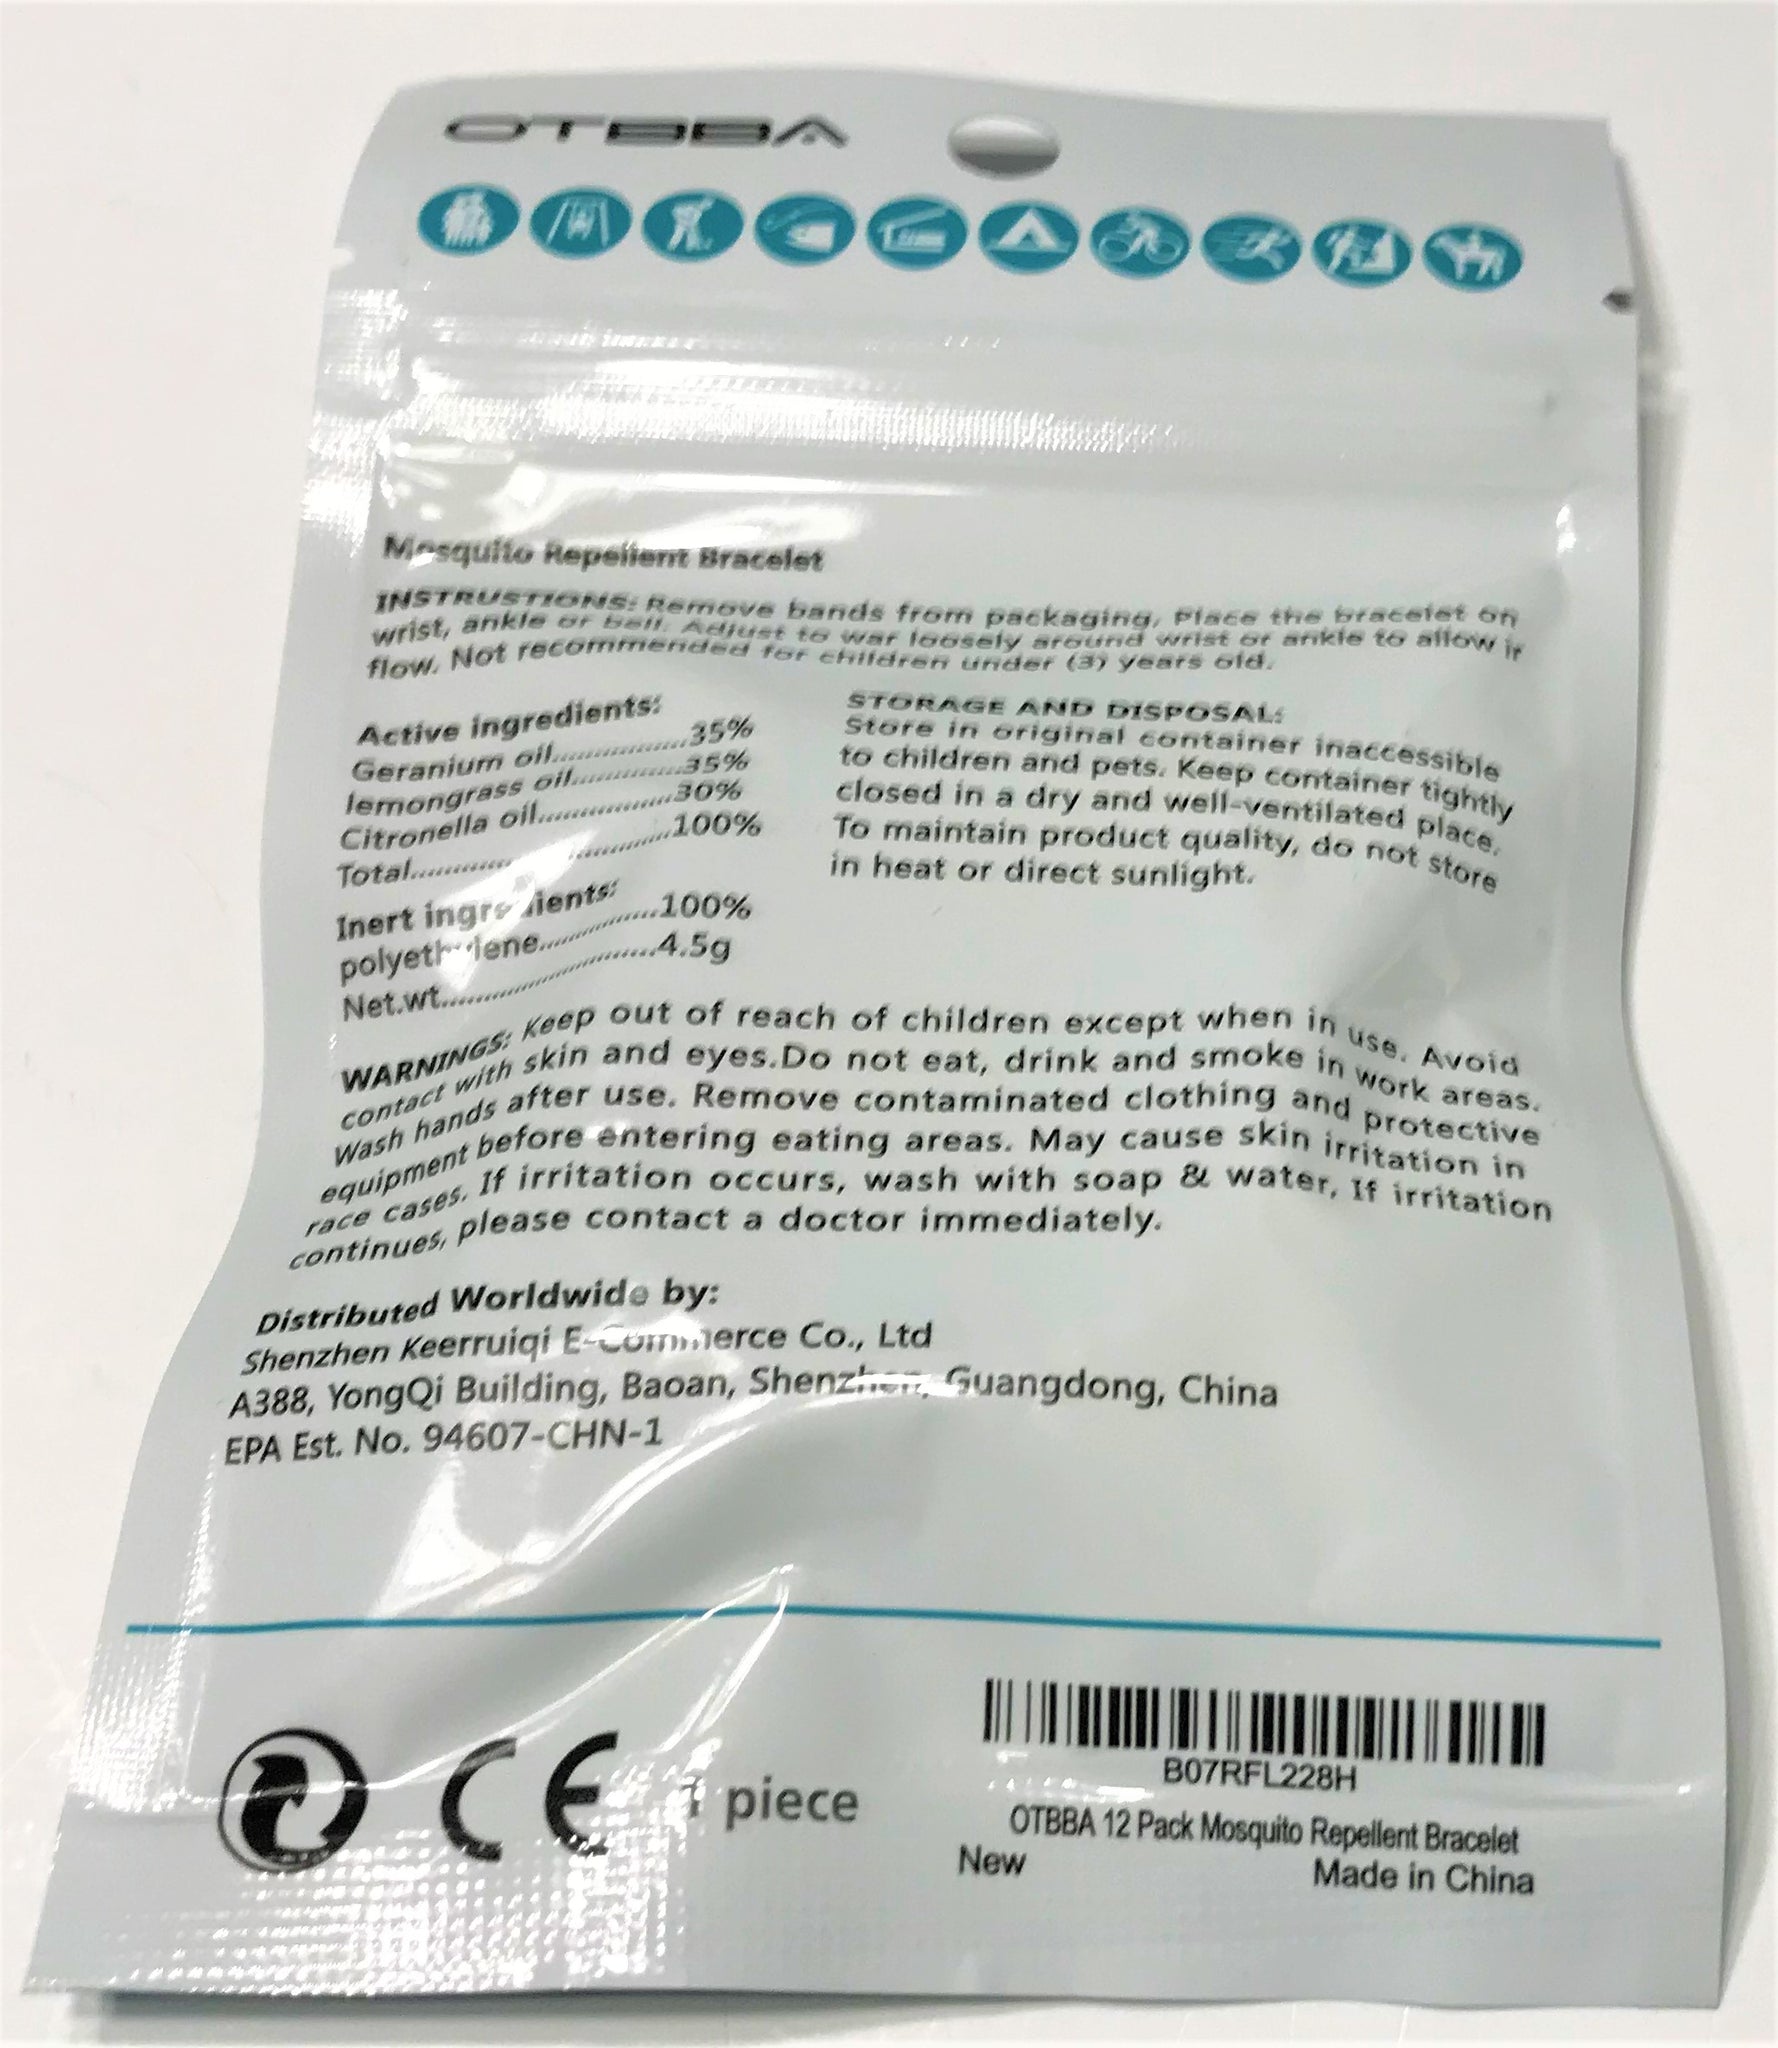 OTBBA
Mosquito Repellent Bracelet
INSTRUSTIONS: Remove bands from packaging, Place the bracelet on
wrist, ankle or bell. Adjust to war loosely around wrist or ankle to allow ir
flow. Not recommended for children under (3) years old.
Active ingredients:
Geranium oil.................35%
lemongrass oil..............35%
Citronella oil.................30%
Total...........................100%
Inert ingredients:
polyethylene...............100%
Net.wt..........................4.5g
STORAGE AND DISPOSAL:
Store in original container inaccessible
to children and pets. Keep container tightly
closed in a dry and well-ventilated place.
To maintain product quality, do not store
in heat or direct sunlight.
WARNINGS: Keep out of reach of children except when in use. Avoid
contact with skin and eyes.Do not eat, drink and smoke in work areas.
Wash hands after use. Remove contaminated clothing and protective
equipment before entering eating areas. May cause skin irritation in
race cases. If irritation occurs, wash with soap & water, If irritation
continues, please contact a doctor immediately.
Distributed Worldwide by:
Shenzhen Keerruiqi E-Commerce Co., Ltd
A388, YongQi Building, Baoan, Shenzhen, Guangdong, China
EPA Est. No. 94607-CHN-1
CE 1 piece
B07RFL228H
OTBBA 12 Pack Mosquito Repellent Bracelet
New Made in China